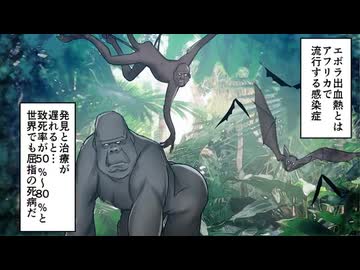 エボラ出血熱とは
アフリカで
流行する感染症
発見と治療が
遅れると…
致死率が50%〜80%と
世界でも屈指の死病だ